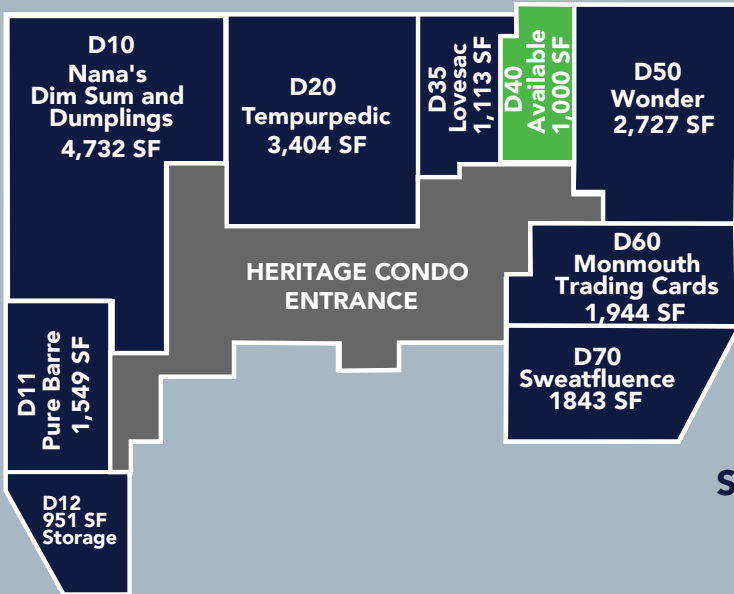 D10
Nana's
Dim Sum and
Dumplings
4,732 SF
D20
Tempurpedic
3,404 SF
D35
Lovesac
1,113 SF
D40
Available
1,000 SF
D50
Wonder
2,727 SF
HERITAGE CONDO
ENTRANCE
D60
Monmouth
Trading Cards
1,944 SF
D11
Pure Barre
1,549 SF
D70
Sweatfluence
1843 SF
D12
951 SF
Storage
S